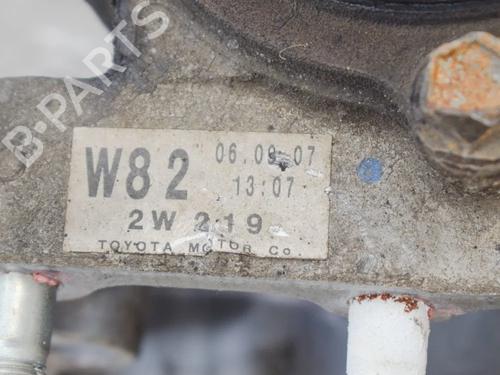 B-PARTS
W82 06.09.07
13:07
2W 219
TOYOTA MOTOR Co.